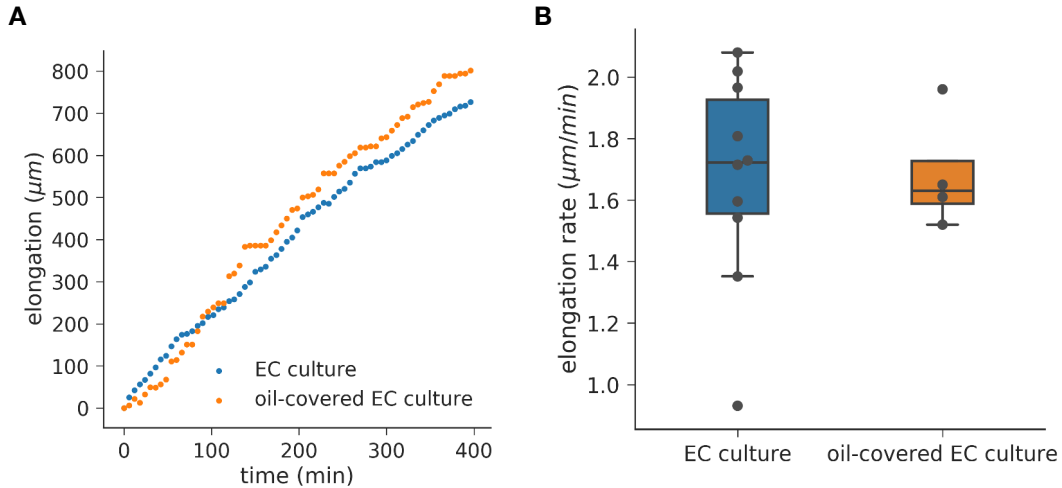 A
800
700
600
500
400
300
200
100
0
elongation (μm)
EC culture
oil-covered EC culture
0 100 200 300 400
time (min)
B
2.0
1.8
1.6
1.4
1.2
1.0
elongation rate (μm/min)
EC culture oil-covered EC culture